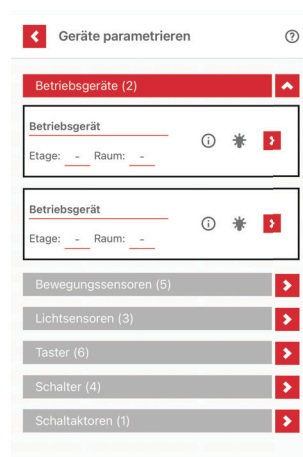 Geräte parametrieren
Betriebsgeräte (2)
Betriebsgerät
Etage: - Raum: -
Betriebsgerät
Etage: - Raum: -
Bewegungssensoren (5)
Lichtsensoren (3)
Taster (6)
Schalter (4)
Schaltaktoren (1)